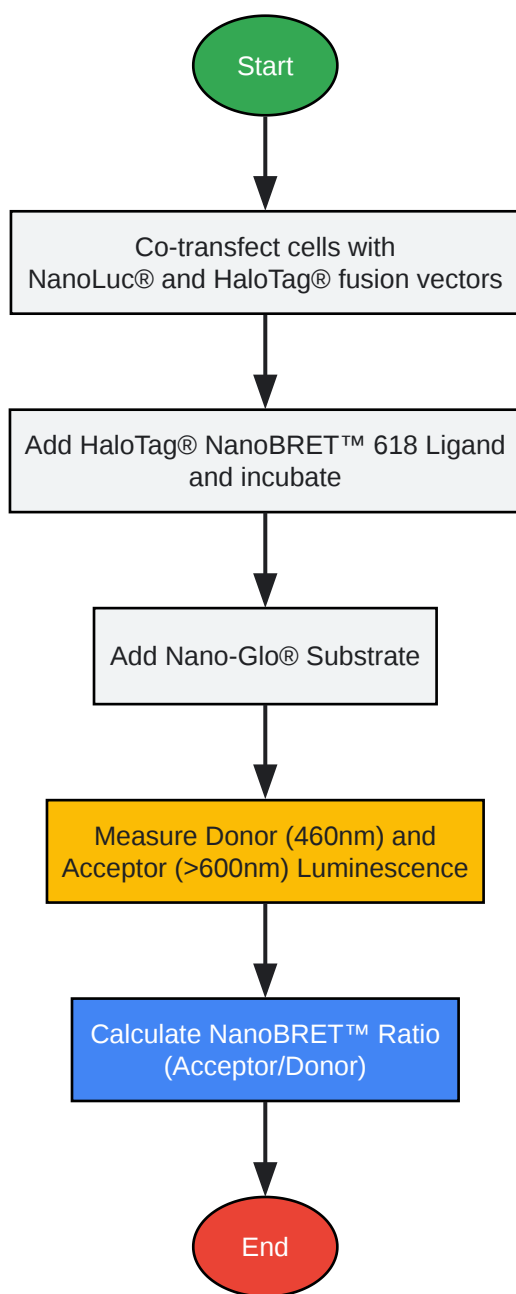 Start
Co-transfect cells with
NanoLuc® and HaloTag® fusion vectors
Add HaloTag® NanoBRET™ 618 Ligand
and incubate
Add Nano-Glo® Substrate
Measure Donor (460nm) and
Acceptor (>600nm) Luminescence
Calculate NanoBRET™ Ratio
(Acceptor/Donor)
End